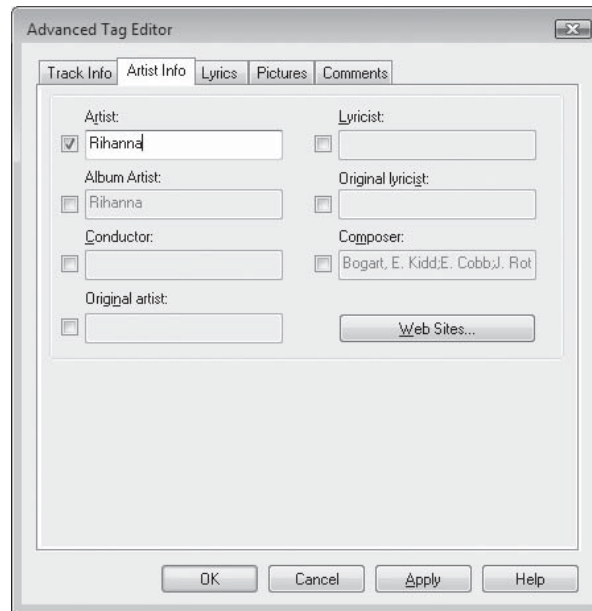 Advanced Tag Editor
Track Info Artist Info Lyrics Pictures Comments
Artist:
Rihanna
Album Artist:
Rihanna
Conductor:
Original artist:
Lyricist:
Original lyricist:
Composer:
Bogart, E. Kidd;E. Cobb;J. Rot
Web Sites...
OK Cancel Apply Help